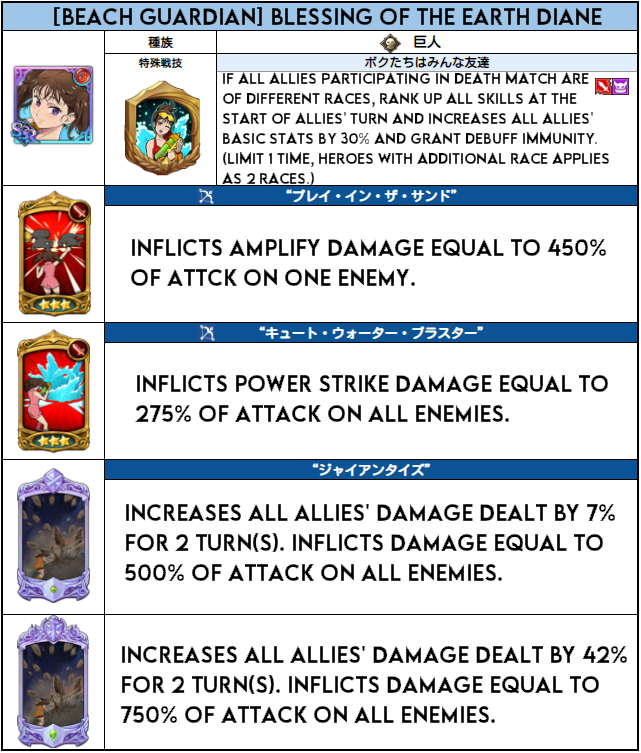 [BEACH GUARDIAN] BLESSING OF THE EARTH DIANE
種族
巨人
特殊戦技
ボクたちはみんな友達
IF ALL ALLIES PARTICIPATING IN DEATH MATCH ARE
OF DIFFERENT RACES, RANK UP ALL SKILLS AT THE
START OF ALLIES' TURN AND INCREASES ALL ALLIES'
BASIC STATS BY 30% AND GRANT DEBUFF IMMUNITY.
(LIMIT 1 TIME, HEROES WITH ADDITIONAL RACE APPLIES
AS 2 RACES.)
“プレイ・イン・ザ・サンド”
INFLICTS AMPLIFY DAMAGE EQUAL TO 450%
OF ATTCK ON ONE ENEMY.
“キュート・ウォーター・ブラスター”
INFLICTS POWER STRIKE DAMAGE EQUAL TO
275% OF ATTACK ON ALL ENEMIES.
“ジャイアンタイズ”
INCREASES ALL ALLIES' DAMAGE DEALT BY 7%
FOR 2 TURN(S). INFLICTS DAMAGE EQUAL TO
500% OF ATTACK ON ALL ENEMIES.
INCREASES ALL ALLIES' DAMAGE DEALT BY 42%
FOR 2 TURN(S). INFLICTS DAMAGE EQUAL TO
750% OF ATTACK ON ALL ENEMIES.